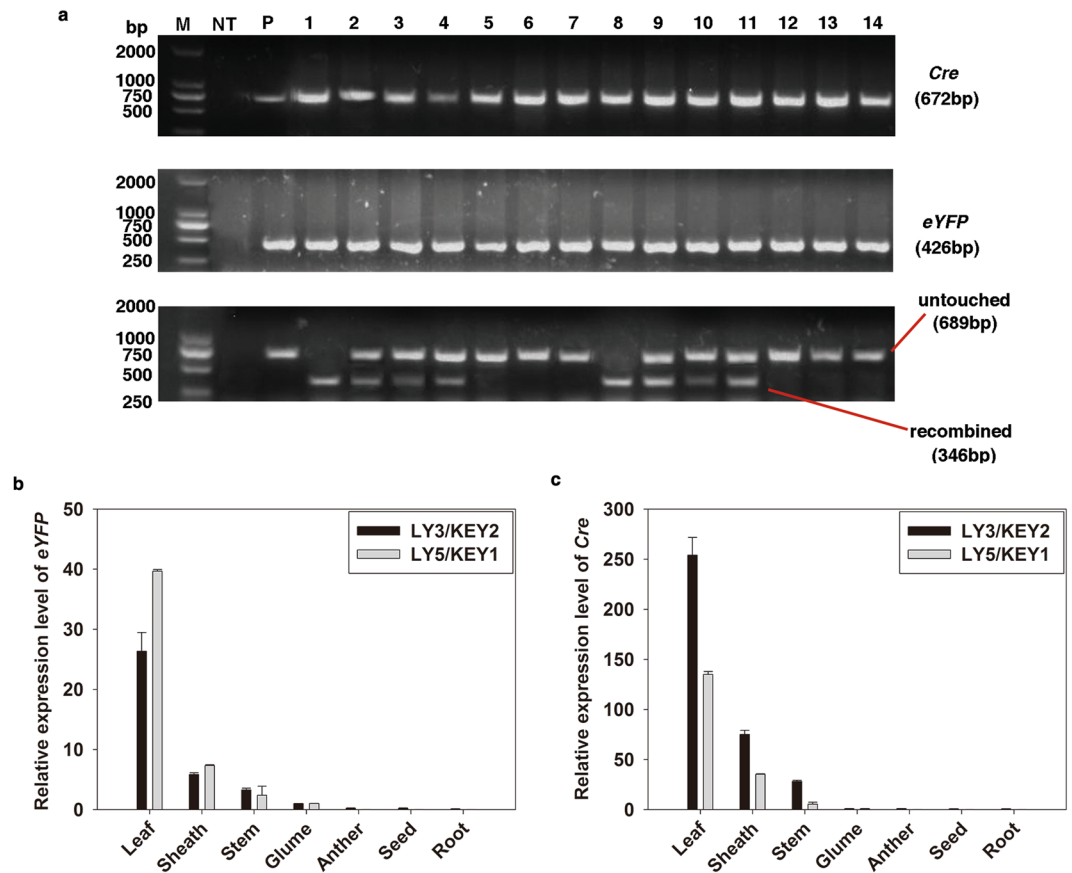 a
bp M NT P 1 2 3 4 5 6 7 8 9 10 11 12 13 14
2000
1000
750
500
Cre
(672bp)
2000
1000
750
500
250
eYFP
(426bp)
2000
1000
750
500
250
untouched
(689bp)
recombined
(346bp)
b
Relative expression level of eYFP
50
40
30
20
10
0
LY3/KEY2
LY5/KEY1
Leaf
Sheath
Stem
Glume
Anther
Seed
Root
c
Relative expression level of Cre
300
250
200
150
100
50
0
LY3/KEY2
LY5/KEY1
Leaf
Sheath
Stem
Glume
Anther
Seed
Root